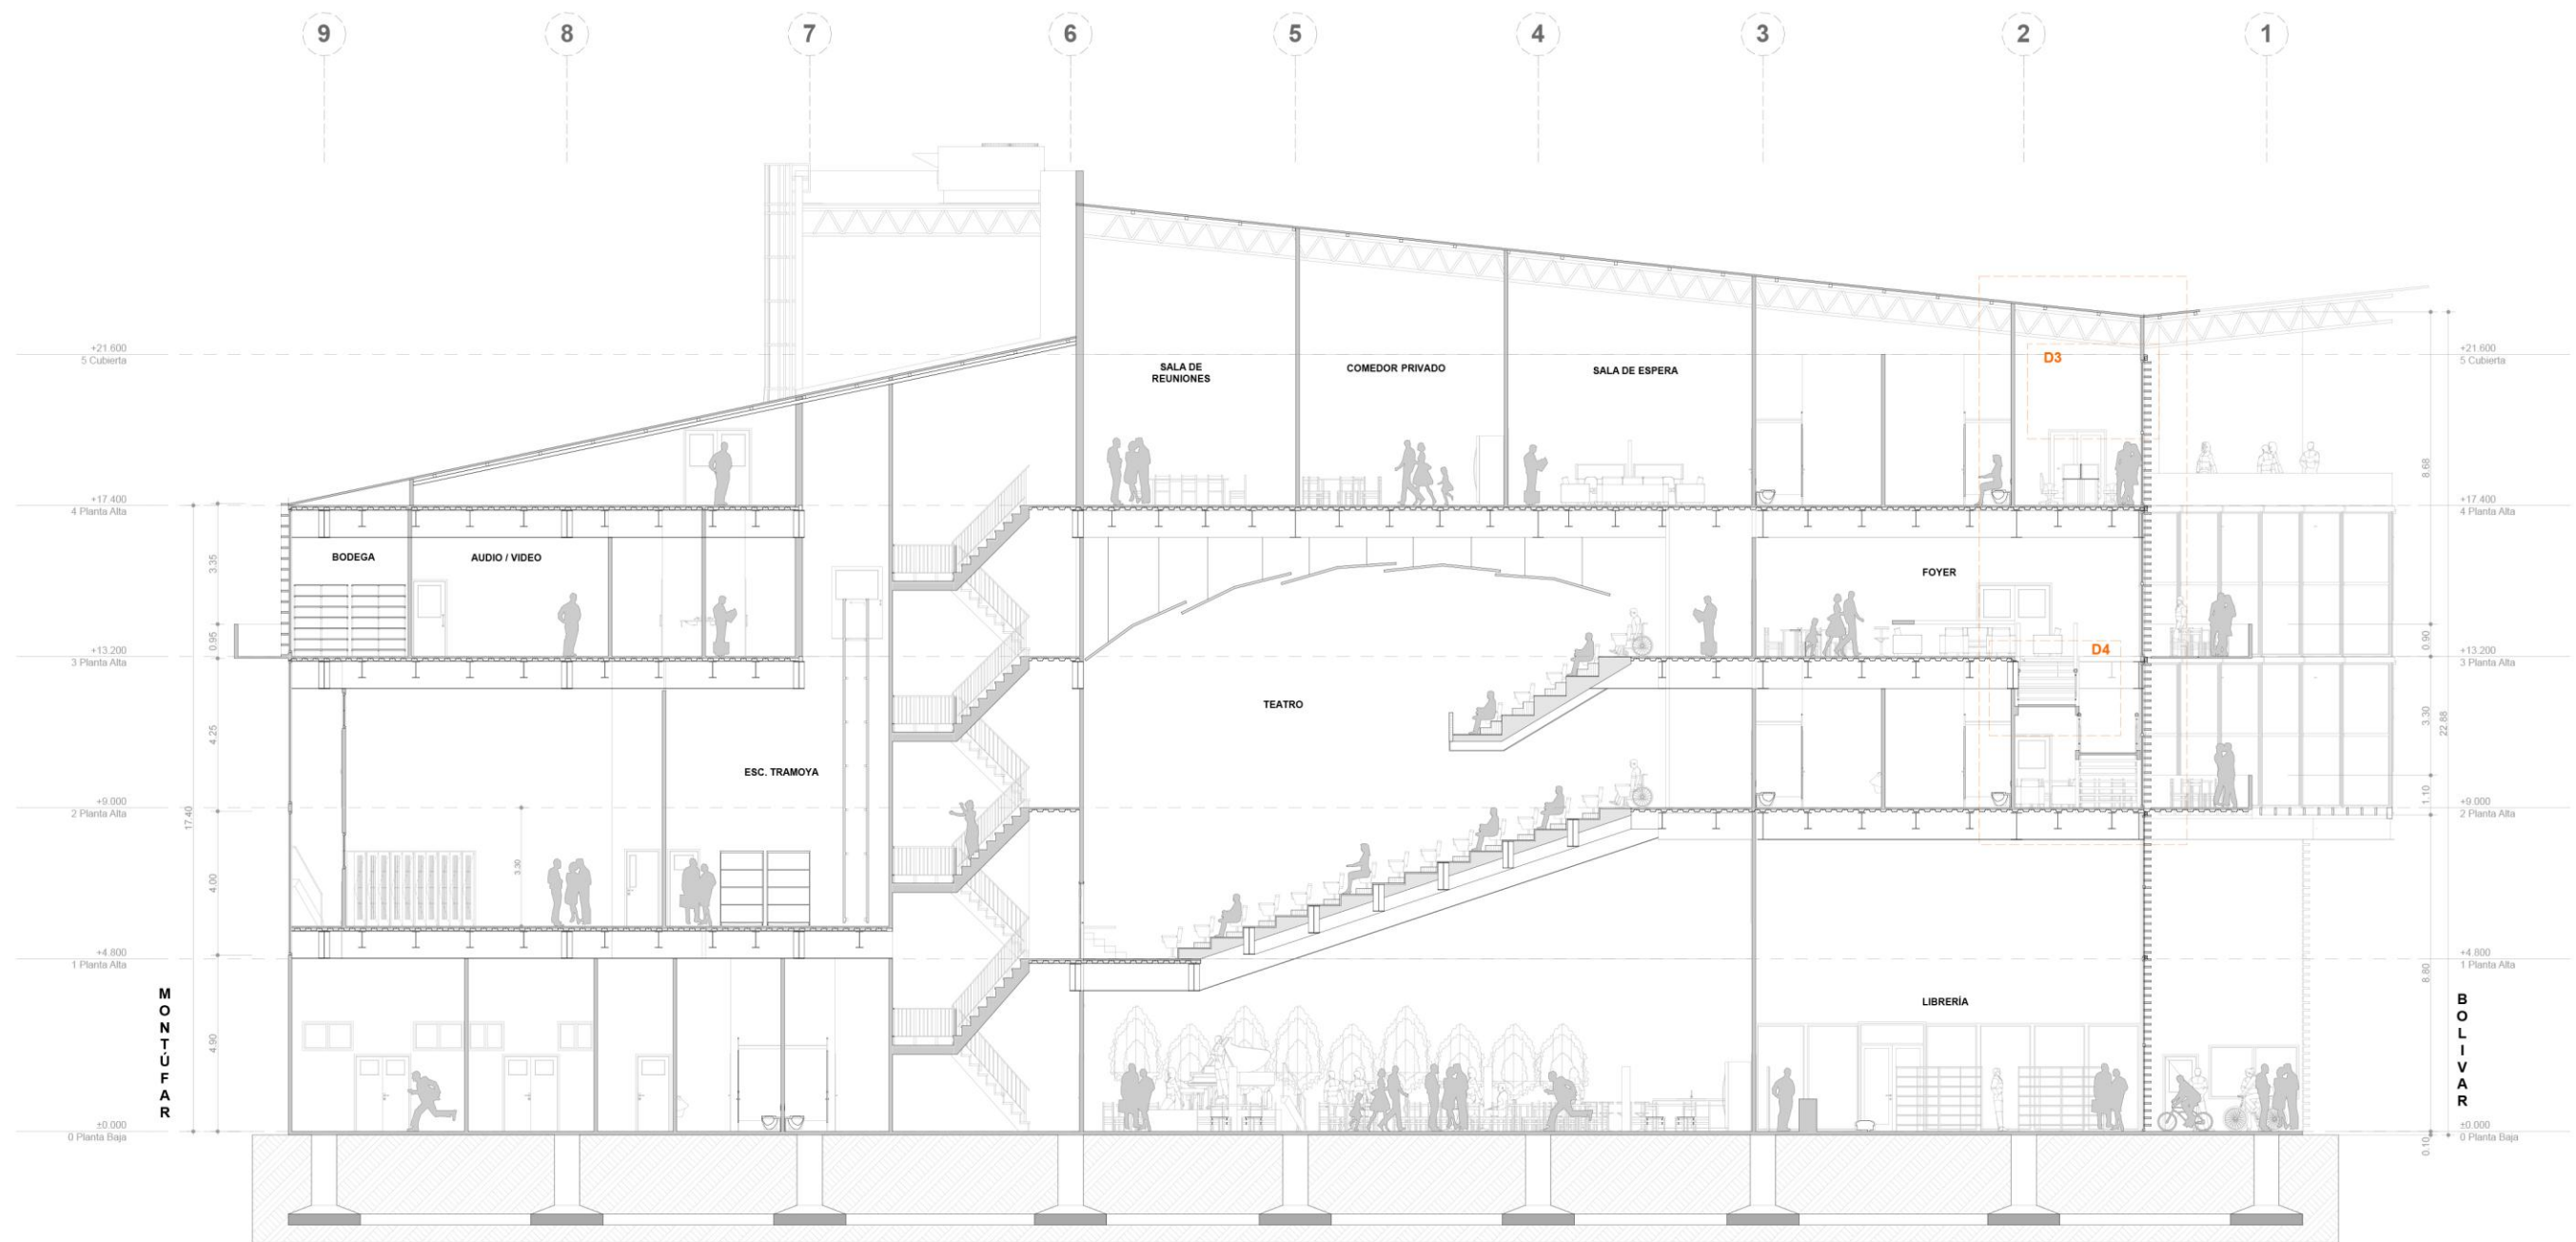 9
8
7
6
5
4
3
2
1
+21.600
5 Cubierta
+21.600
5 Cubierta
D3
SALA DE
REUNIONES
COMEDOR PRIVADO
SALA DE ESPERA
8.68
+17.400
4 Planta Alta
+17.400
4 Planta Alta
3.35
BODEGA
AUDIO / VIDEO
FOYER
0.95
0.90
+13.200
3 Planta Alta
D4
+13.200
3 Planta Alta
TEATRO
4.25
3.30
22.88
ESC. TRAMOYA
1.10
+9.000
2 Planta Alta
+9.000
2 Planta Alta
17.40
4.00
3.30
+4.800
1 Planta Alta
+4.800
1 Planta Alta
8.80
MONTÚFAR
LIBRERÍA
BOLIVAR
4.90
±0.000
0 Planta Baja
±0.000
0 Planta Baja
0.10